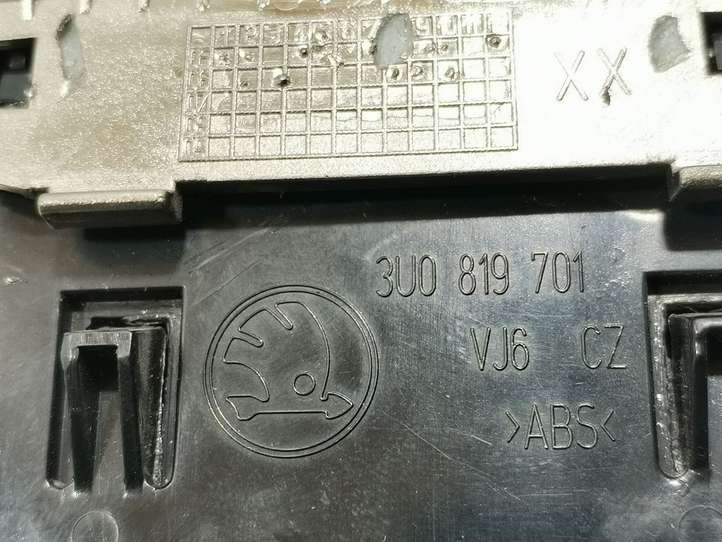 XX
3U0 819 701
VJ6 CZ
>ABS<